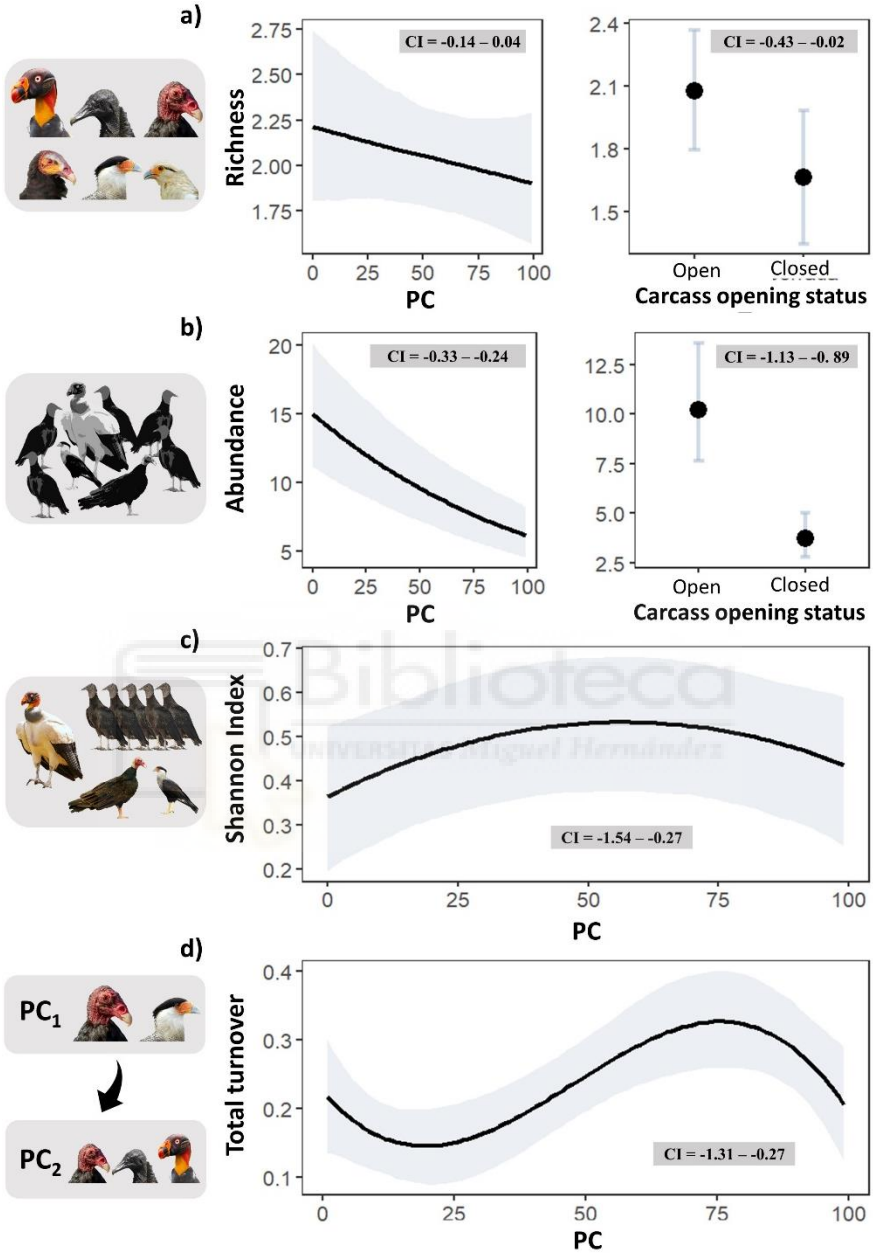 a)
CI = -0.14 – 0.04
2.75
2.50
2.25
2.00
1.75
Richness
0
25
50
75
100
PC
CI = -0.43 – -0.02
2.4
2.1
1.8
1.5
Open
Closed
Carcass opening status
b)
CI = -0.33 – -0.24
20
15
10
5
Abundance
0
25
50
75
100
PC
CI = -1.13 – -0. 89
12.5
10.0
7.5
5.0
2.5
Open
Closed
Carcass opening status
c)
0.7
0.6
0.5
0.4
0.3
0.2
Shannon Index
Biblioteca
UNIVERSITAS Miguel Hernández
CI = -1.54 – -0.27
0
25
50
75
100
PC
d)
PC1
PC2
0.4
0.3
0.2
0.1
Total turnover
CI = -1.31 – -0.27
0
25
50
75
100
PC